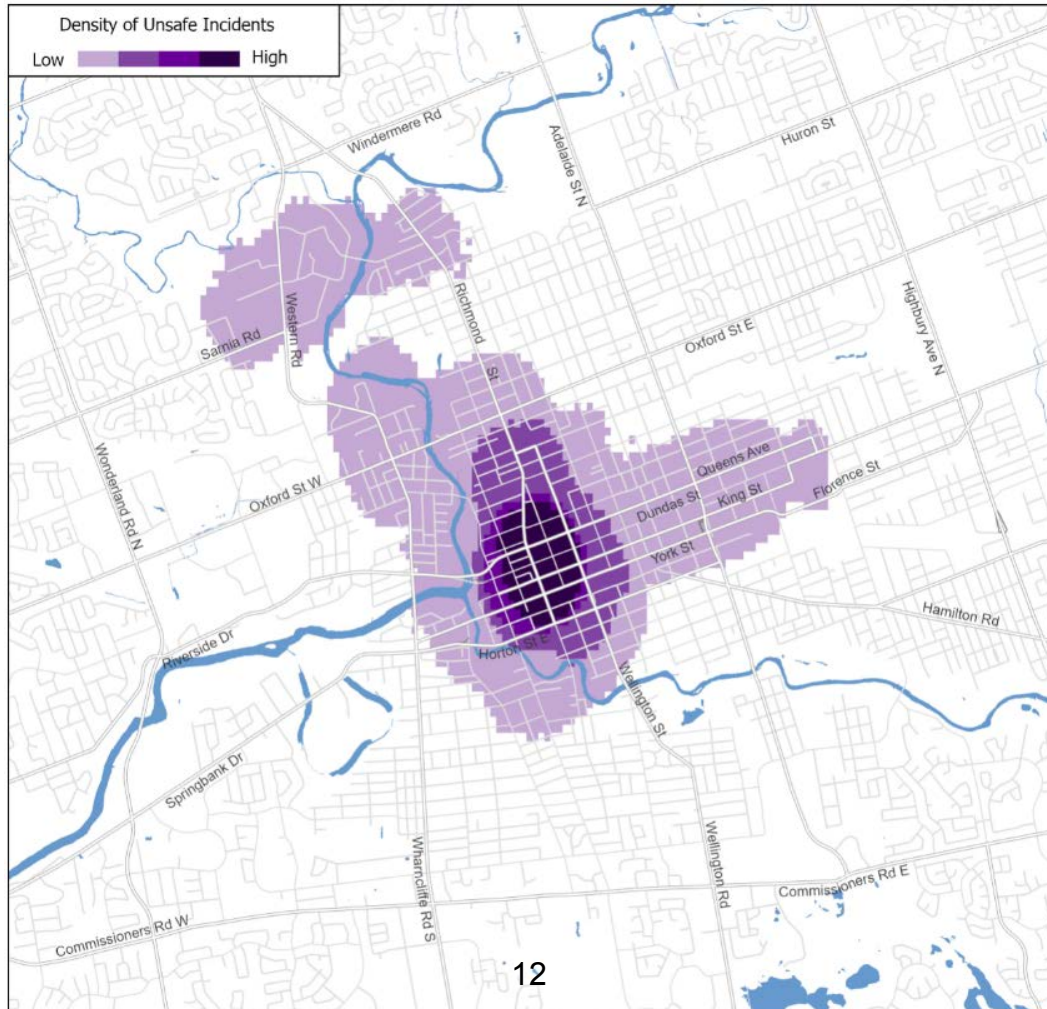 Density of Unsafe Incidents
Low High
Windermere Rd
Adelaide St N
Huron St
Richmond
St
Western Rd
Sarnia Rd
Oxford St E
Highbury Ave N
Wonderland Rd N
Oxford St W
Queens Ave
Dundas St
King St
Florence St
York St
Hamilton Rd
Riverside Dr
Horton St E
Wellington St
Springbank Dr
Wharncliffe Rd S
Wellington Rd
Commissioners Rd E
Commissioners Rd W
12